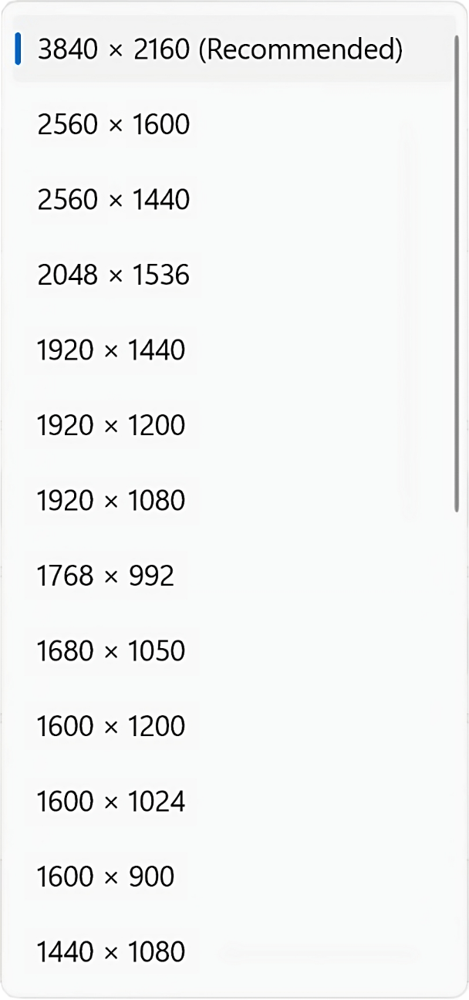 3840 × 2160 (Recommended)
2560 × 1600
2560 × 1440
2048 × 1536
1920 × 1440
1920 × 1200
1920 × 1080
1768 × 992
1680 × 1050
1600 × 1200
1600 × 1024
1600 × 900
1440 × 1080